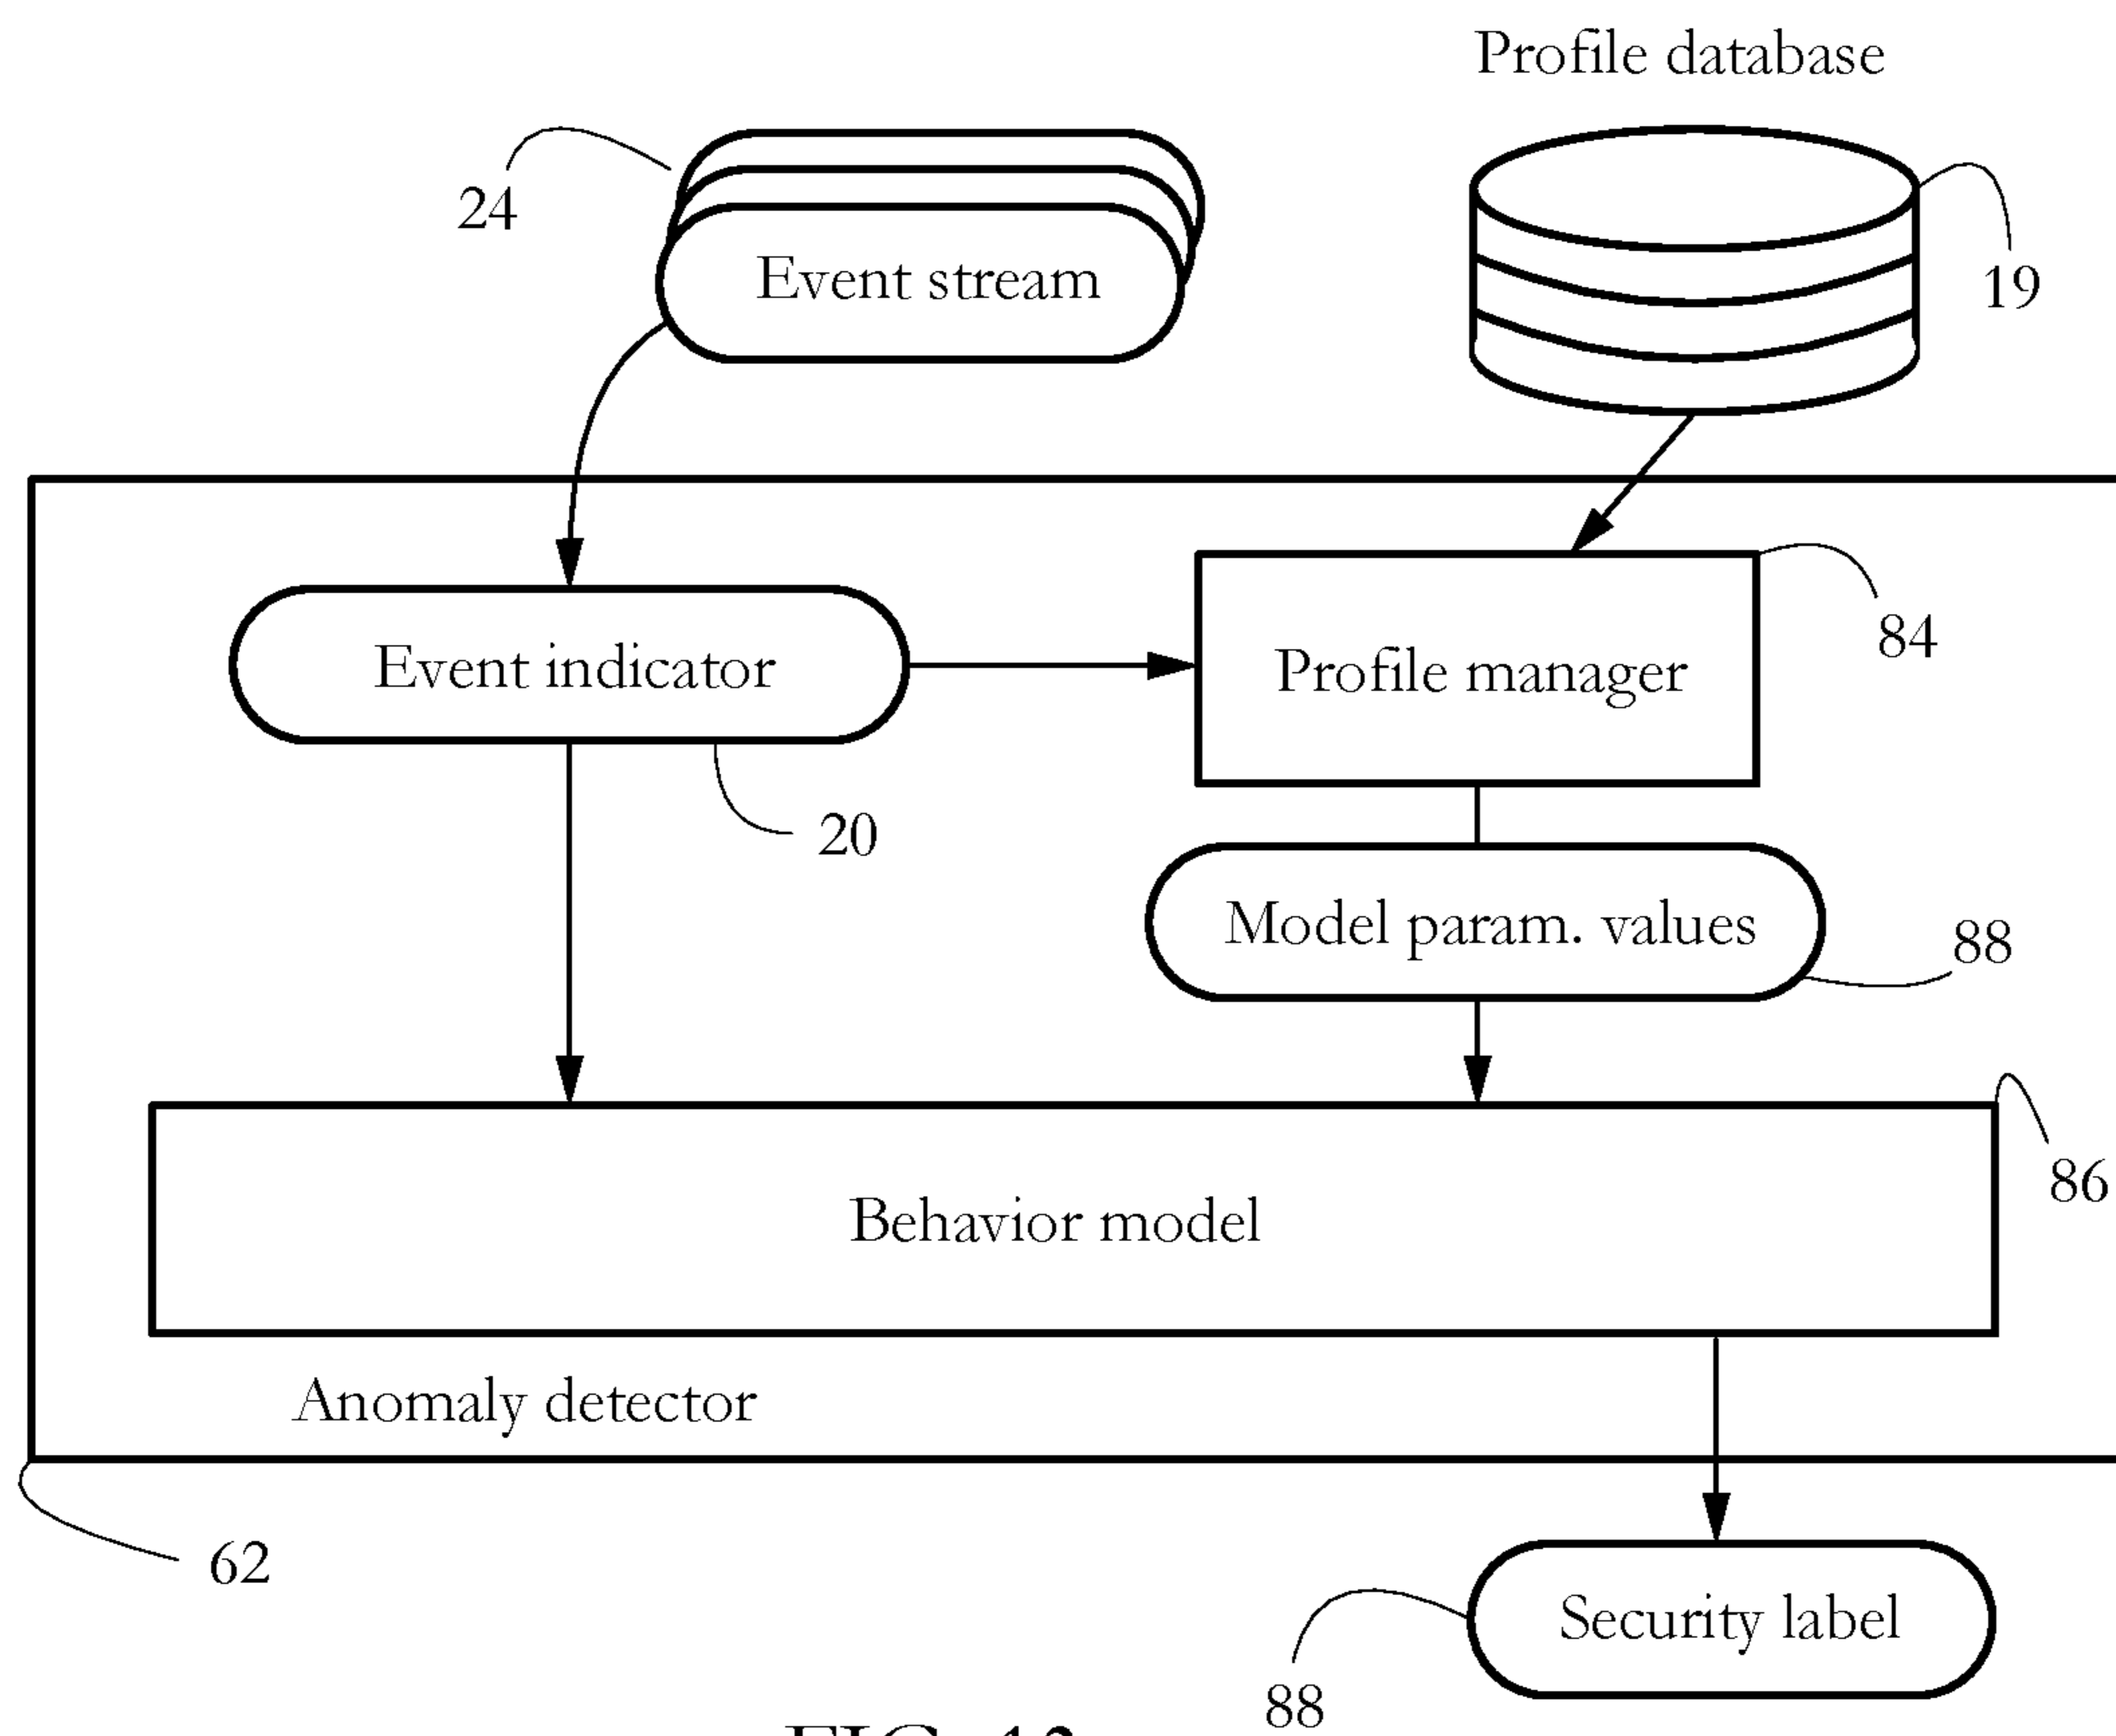 Profile database
24
Event stream
19
Event indicator
Profile manager
84
20
Model param. values
88
86
Behavior model
Anomaly detector
62
Security label
88